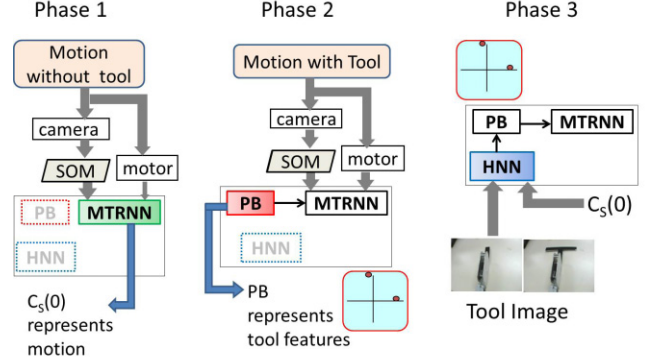 Phase 1
Motion
without tool
camera
SOM
motor
PB
MTRNN
HNN
Cs(0)
represents
motion
Phase 2
Motion with Tool
camera
SOM
motor
PB
MTRNN
HNN
PB
represents
tool features
Phase 3
PB
MTRNN
HNN
Cs(0)
Tool Image